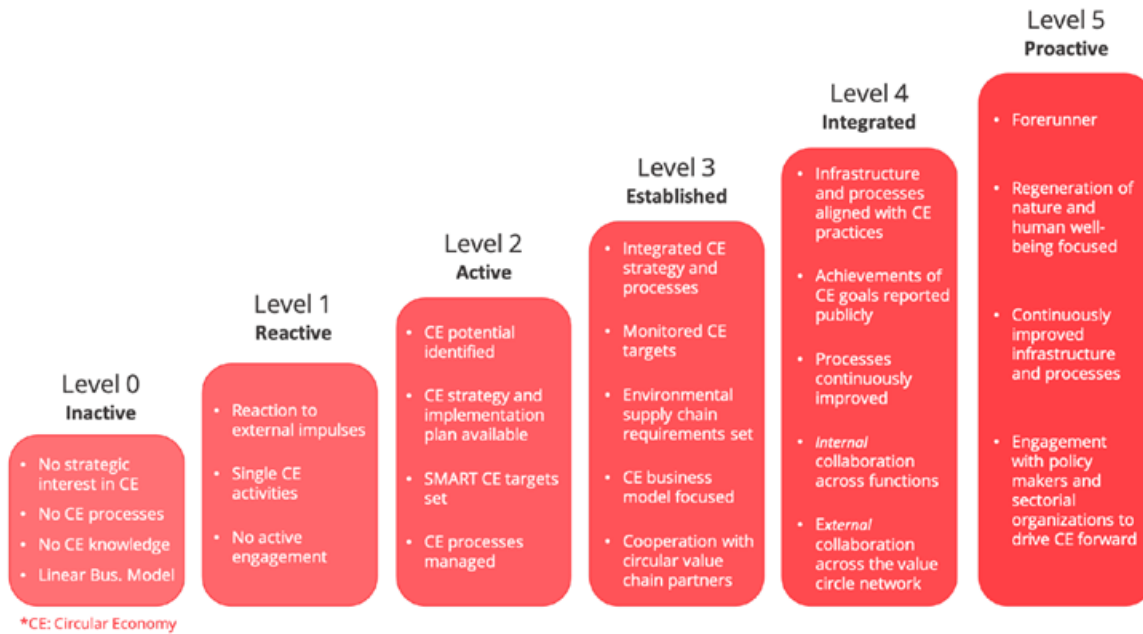 Level 0
Inactive
• No strategic
interest in CE
• No CE processes
• No CE knowledge
• Linear Bus. Model
Level 1
Reactive
• Reaction to
external impulses
• Single CE
activities
• No active
engagement
Level 2
Active
• CE potential
identified
• CE strategy and
implementation
plan available
• SMART CE targets
set
• CE processes
managed
Level 3
Established
• Integrated CE
strategy and
processes
• Monitored CE
targets
• Environmental
supply chain
requirements set
• CE business
model focused
• Cooperation with
circular value
chain partners
Level 4
Integrated
• Infrastructure
and processes
aligned with CE
practices
• Achievements of
CE goals reported
publicly
• Processes
continuously
improved
• Internal
collaboration
across functions
• External
collaboration
across the value
circle network
Level 5
Proactive
• Forerunner
• Regeneration of
nature and
human well-
being focused
• Continuously
improved
infrastructure
and processes
• Engagement
with policy
makers and
sectorial
organizations to
drive CE forward
*CE: Circular Economy